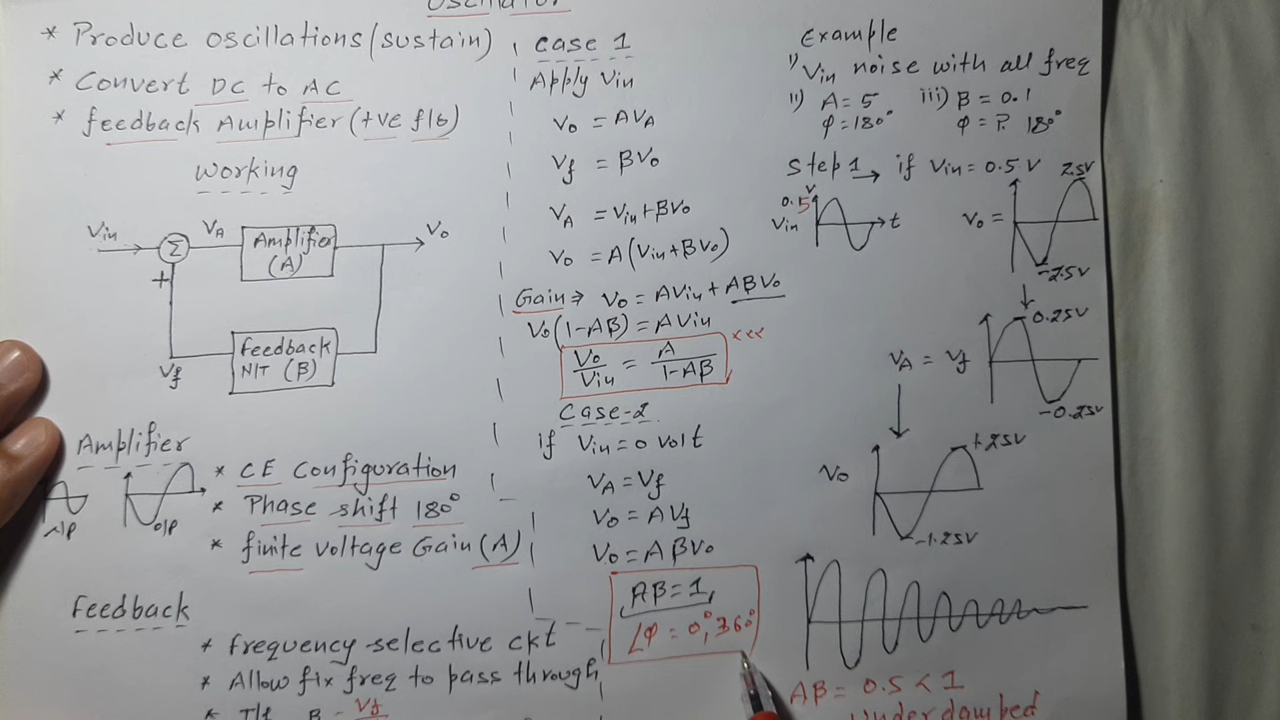 Oscillator
* Produce oscillations (sustain)
* Convert DC to AC
* feedback Amplifier (+ve f/b)
Working
Vin
Σ
+
VA
Amplifier
(A)
Vo
Feedback
N/T (β)
Vf
Amplifier
i/P
o/P
* CE Configuration
* Phase shift 180°
* finite voltage Gain (A)
Feedback
* frequency selective ckt
* Allow fix freq to pass through
* T/f β = Vf
Case 1
Apply Vin
Vo = AVA
Vf = βVo
VA = Vin + βVo
Vo = A(Vin + βVo)
Gain ⇒ Vo = AVin + AβVo
Vo(1-Aβ) = AVin
Vo/Vin = A/1-Aβ
Case-2
if Vin = 0 volt
VA = Vf
Vo = AVf
Vo = AβVo
Aβ = 1,
∠φ = 0°, 360°
Example
i) Vin noise with all freq
ii) A = 5 iii) β = 0.1
φ = 180° φ = ?. 180°
Step 1 → if Vin = 0.5 V
0.5
V
Vin
t
Vo =
2.5V
-2.5V
VA = Vf
0.25V
-0.25V
Vo
1.25V
-1.25V
Aβ = 0.5 < 1
Underdamped